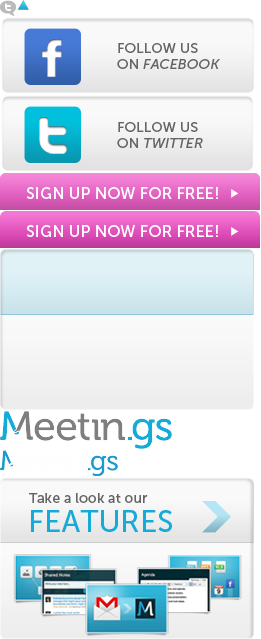 FOLLOW US
ON FACEBOOK
FOLLOW US
ON TWITTER
SIGN UP NOW FOR FREE!
SIGN UP NOW FOR FREE!
Meetin.gs
.gs
Take a look at our
FEATURES
Shared Notes
Agenda